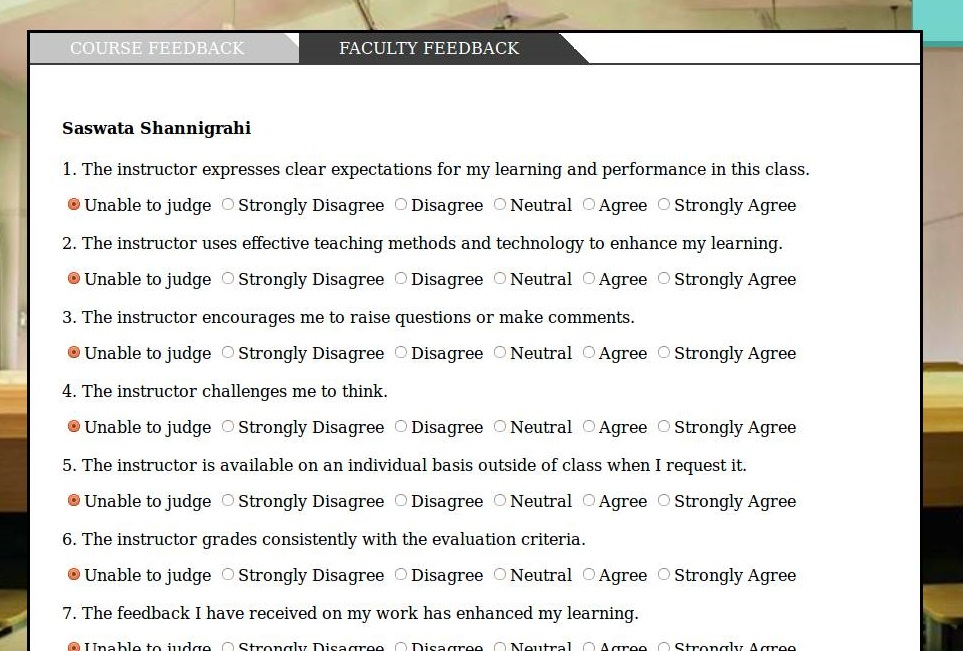 COURSE FEEDBACK FACULTY FEEDBACK
Saswata Shannigrahi
1. The instructor expresses clear expectations for my learning and performance in this class.
Unable to judge Strongly Disagree Disagree Neutral Agree Strongly Agree
2. The instructor uses effective teaching methods and technology to enhance my learning.
Unable to judge Strongly Disagree Disagree Neutral Agree Strongly Agree
3. The instructor encourages me to raise questions or make comments.
Unable to judge Strongly Disagree Disagree Neutral Agree Strongly Agree
4. The instructor challenges me to think.
Unable to judge Strongly Disagree Disagree Neutral Agree Strongly Agree
5. The instructor is available on an individual basis outside of class when I request it.
Unable to judge Strongly Disagree Disagree Neutral Agree Strongly Agree
6. The instructor grades consistently with the evaluation criteria.
Unable to judge Strongly Disagree Disagree Neutral Agree Strongly Agree
7. The feedback I have received on my work has enhanced my learning.
Unable to judge Strongly Disagree Disagree Neutral Agree Strongly Agree